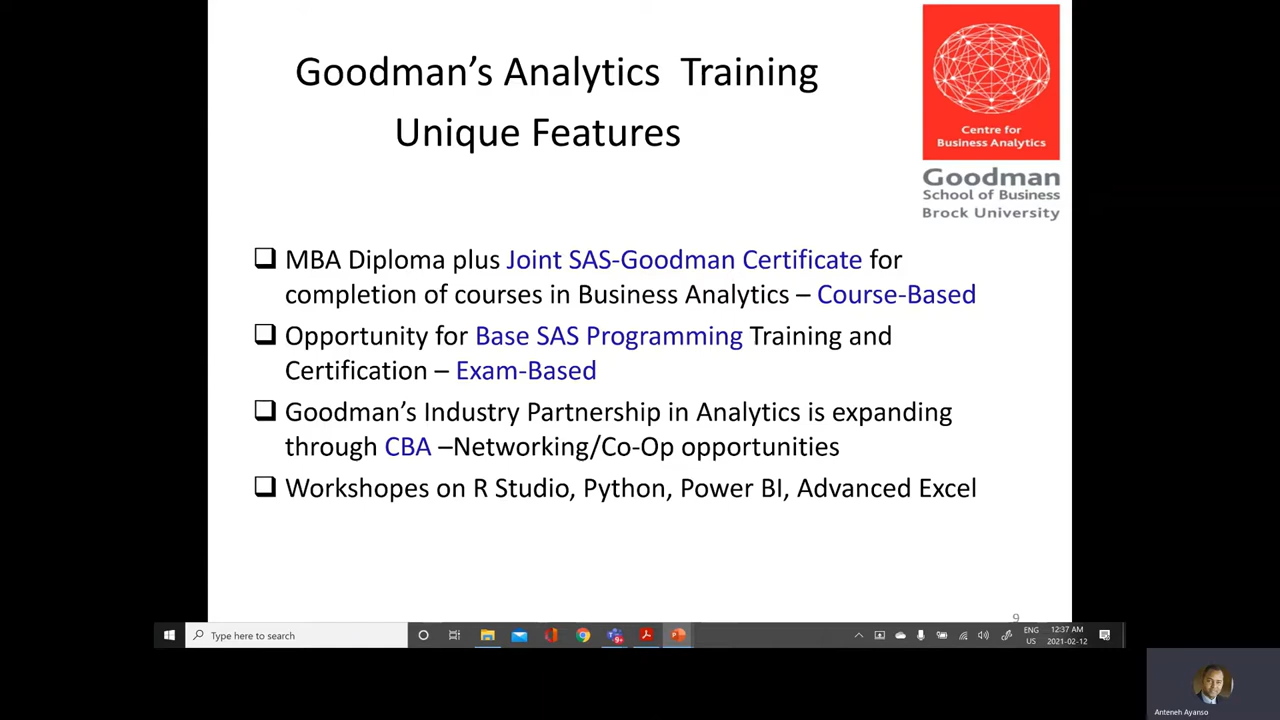 Goodman's Analytics  Training
Unique Features
Centre for
Business Analytics
Goodman
School of Business
Brock University
MBA Diploma plus Joint SAS-Goodman Certificate for
completion of courses in Business Analytics – Course-Based
Opportunity for Base SAS Programming Training and
Certification – Exam-Based
Goodman's Industry Partnership in Analytics is expanding
through CBA –Networking/Co-Op opportunities
Workshopes on R Studio, Python, Power BI, Advanced Excel
9
Type here to search
9+
ENG
US
12:37 AM
2021-02-12
Anteneh Ayanso